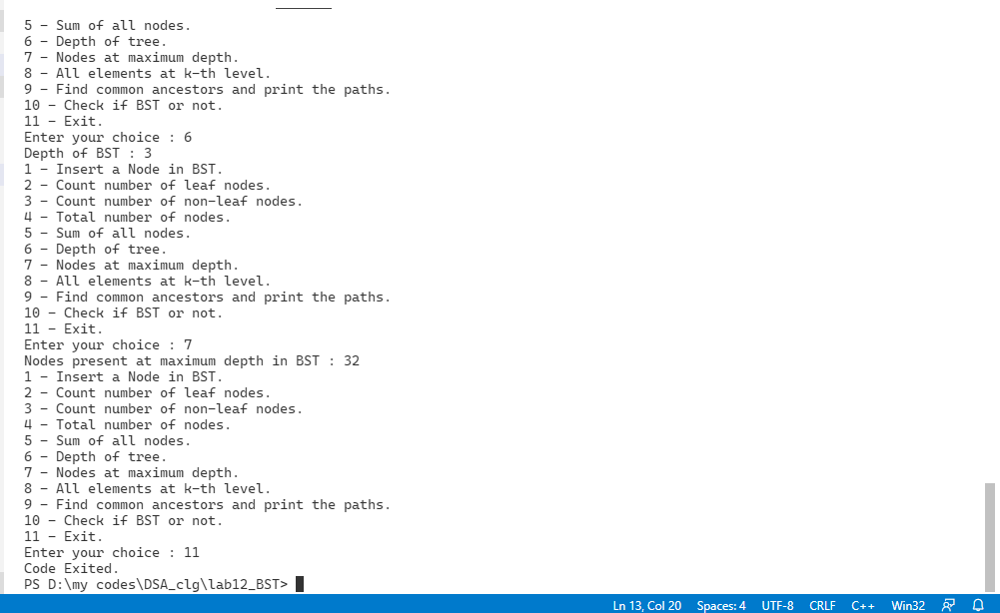 5 - Sum of all nodes.
6 - Depth of tree.
7 - Nodes at maximum depth.
8 - All elements at k-th level.
9 - Find common ancestors and print the paths.
10 - Check if BST or not.
11 - Exit.
Enter your choice : 6
Depth of BST : 3
1 - Insert a Node in BST.
2 - Count number of leaf nodes.
3 - Count number of non-leaf nodes.
4 - Total number of nodes.
5 - Sum of all nodes.
6 - Depth of tree.
7 - Nodes at maximum depth.
8 - All elements at k-th level.
9 - Find common ancestors and print the paths.
10 - Check if BST or not.
11 - Exit.
Enter your choice : 7
Nodes present at maximum depth in BST : 32
1 - Insert a Node in BST.
2 - Count number of leaf nodes.
3 - Count number of non-leaf nodes.
4 - Total number of nodes.
5 - Sum of all nodes.
6 - Depth of tree.
7 - Nodes at maximum depth.
8 - All elements at k-th level.
9 - Find common ancestors and print the paths.
10 - Check if BST or not.
11 - Exit.
Enter your choice : 11
Code Exited.
PS D:\my codes\DSA_clg\lab12_BST>
Ln 13, Col 20 Spaces: 4 UTF-8 CRLF C++ Win32